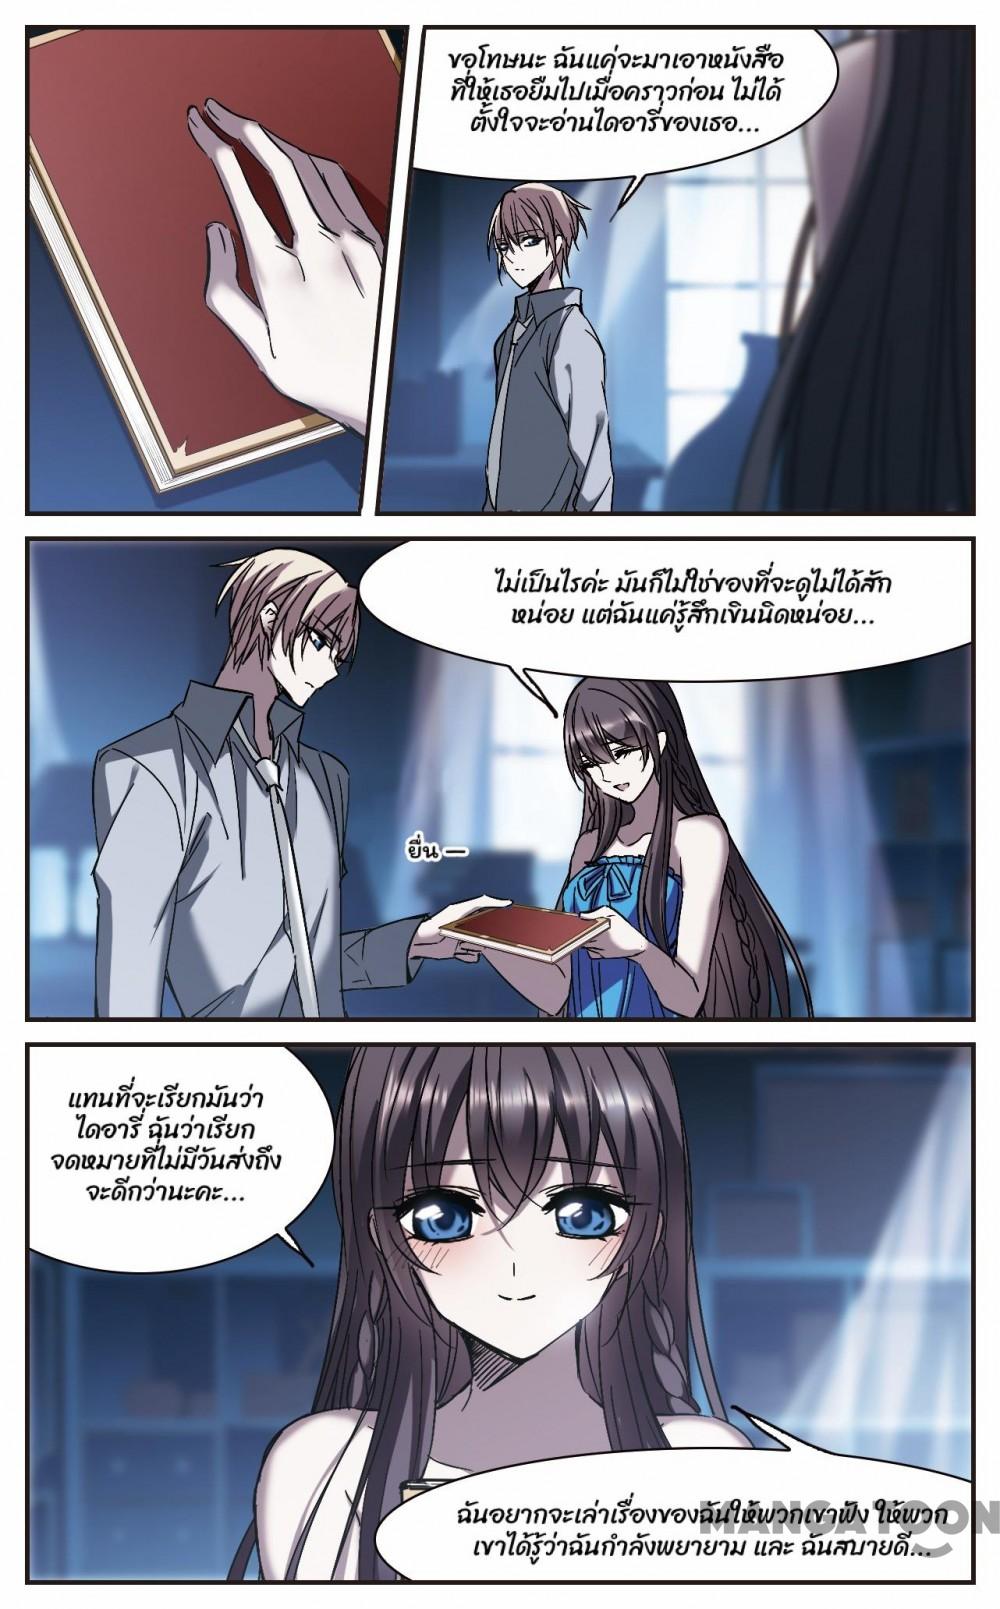 ขอโทษนะ ฉันแค่จะมาเอาหนังสือ
ที่ให้เธอยืมไปเมื่อคราวก่อน ไม่ได้
ตั้งใจจะอ่านไดอารี่ของเธอ...
ไม่เป็นไรค่ะ มันก็ไม่ใช่ของที่จะดูไม่ได้สัก
หน่อย แต่ฉันแค่รู้สึกเขินนิดหน่อย...
ยื่น —
แทนที่จะเรียกมันว่า
ไดอารี่ ฉันว่าเรียก
จดหมายที่ไม่มีวันส่งถึง
จะดีกว่านะคะ...
ฉันอยากจะเล่าเรื่องของฉันให้พวกเขาฟัง ให้พวก
เขาได้รู้ว่าฉันกำลังพยายาม และ ฉันสบายดี...
MANGATOON